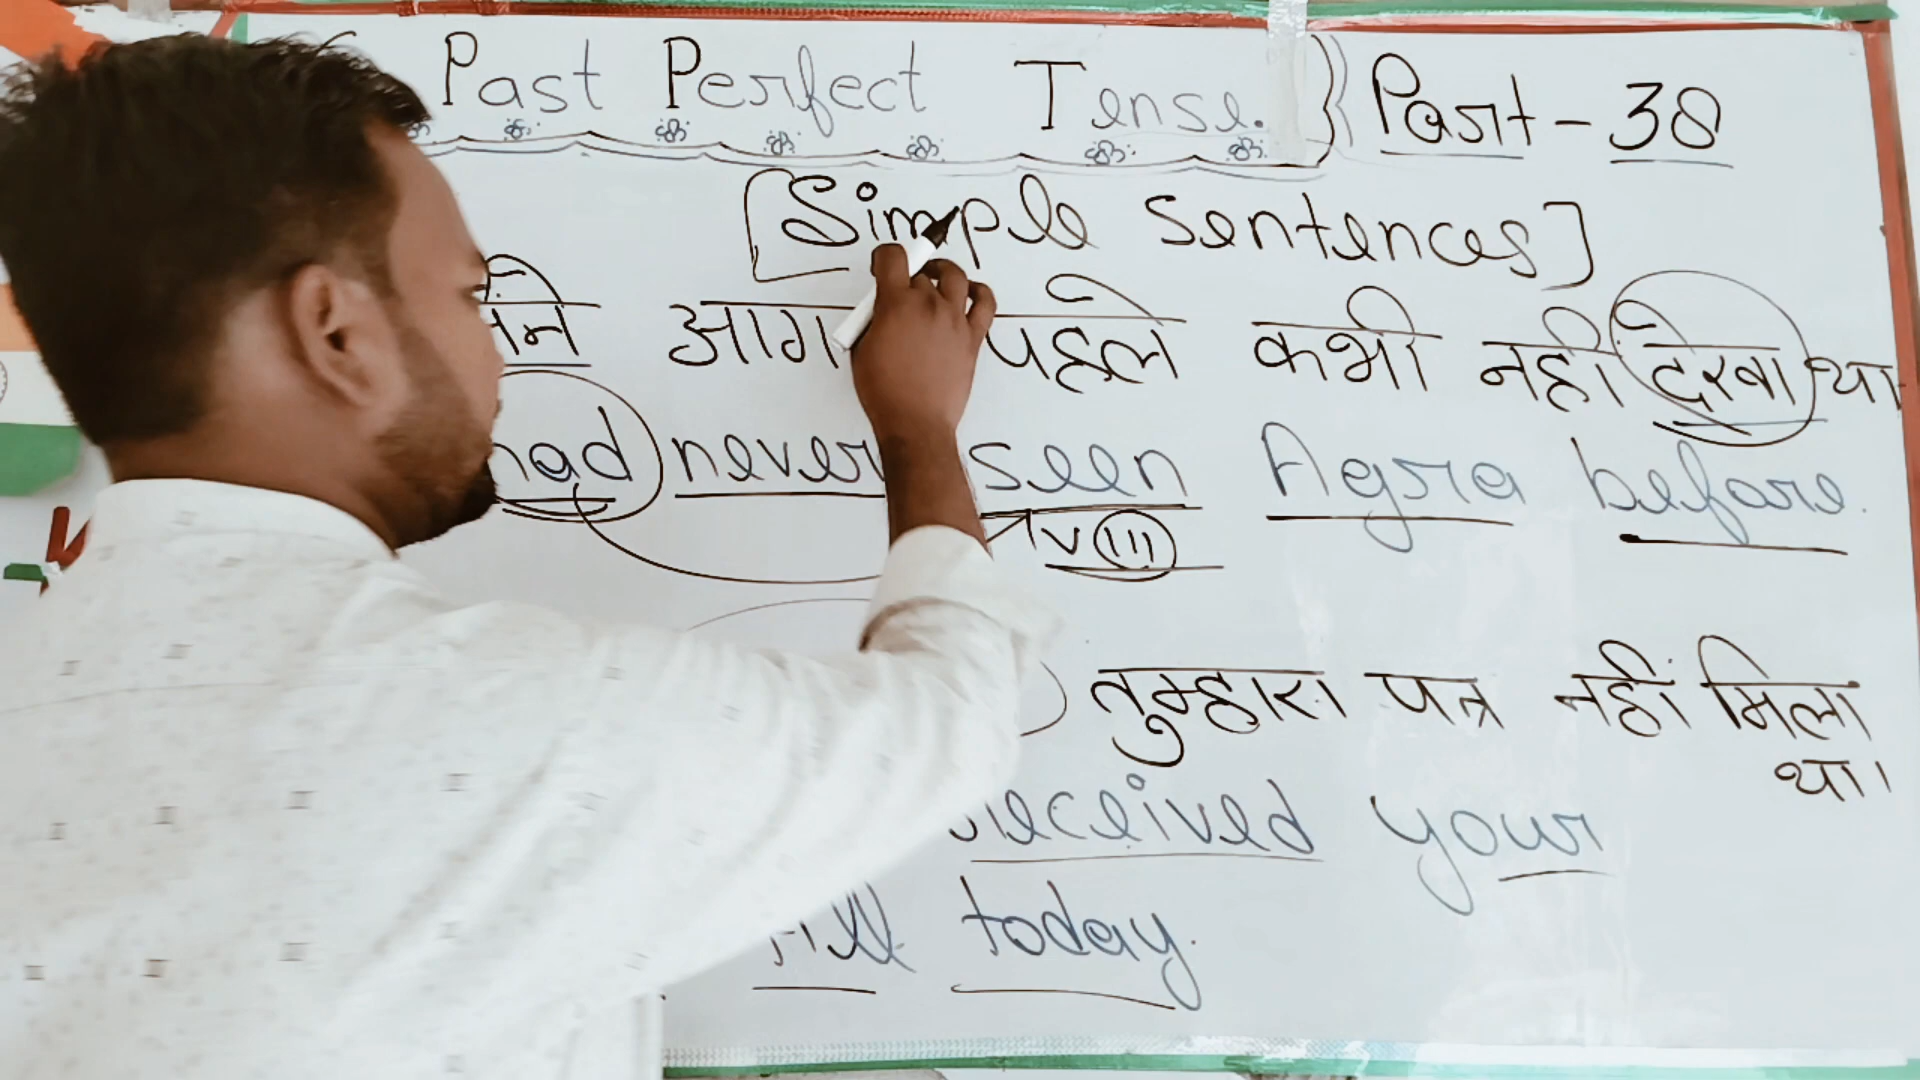 Past Perfect Tense. Part - 38
[Simple Sentences]
पहले कभी नहीं देखा था
had never seen Agra before.
V III
तुम्हारा पत्र नहीं मिला
था।
received your
till today.